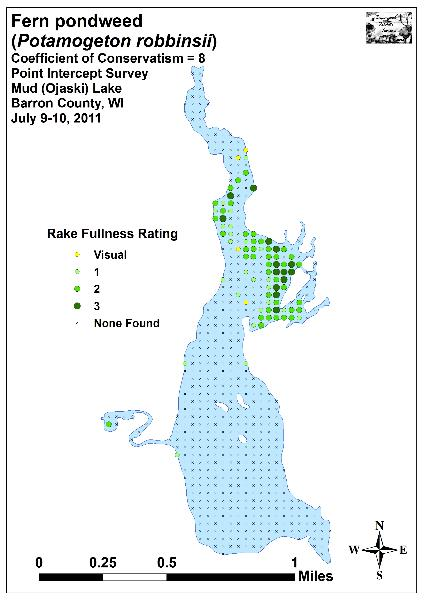 Fern pondweed
(Potamogeton robbinsii)
Coefficient of Conservatism = 8
Point Intercept Survey
Mud (Ojaski) Lake
Barron County, WI
July 9-10, 2011
Rake Fullness Rating
Visual
1
2
3
None Found
N
W E
S
0 0.25 0.5 1
Miles